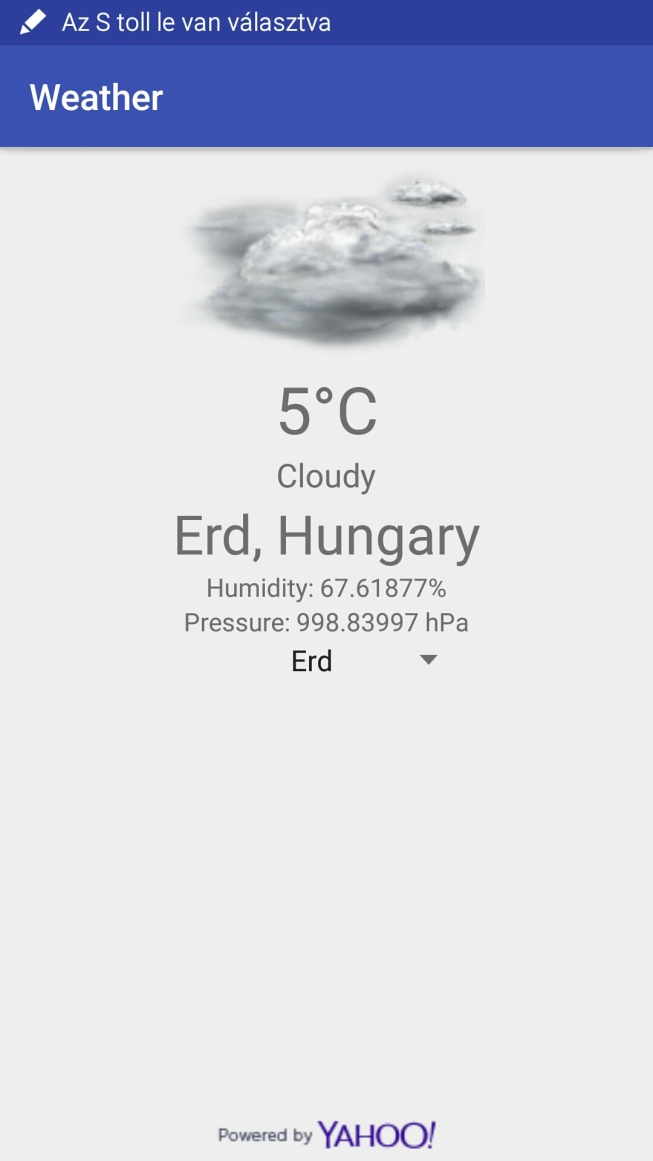 Az S toll le van választva
Weather
5°C
Cloudy
Erd, Hungary
Humidity: 67.61877%
Pressure: 998.83997 hPa
Erd
Powered by YAHOO!